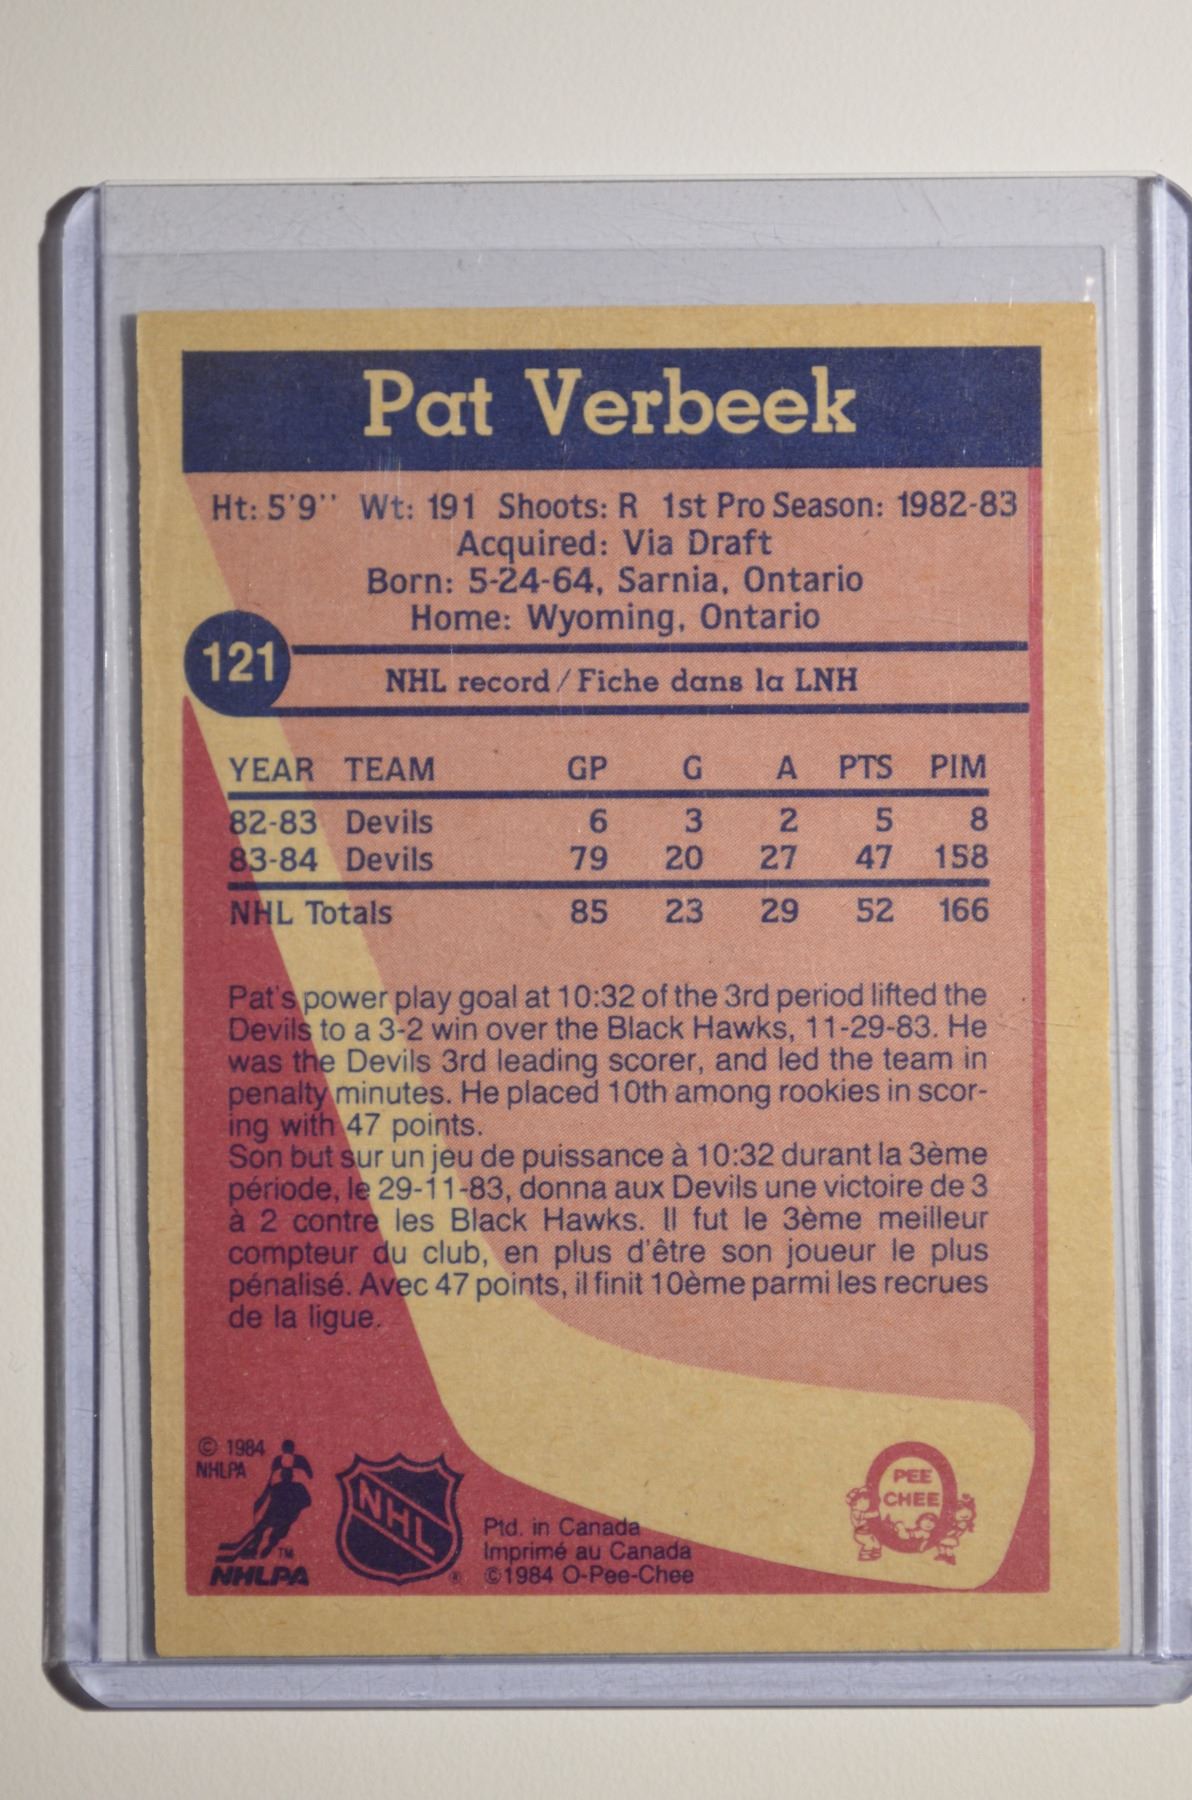 Pat Verbeek
Ht: 5'9'' Wt: 191 Shoots: R 1st Pro Season: 1982-83
Acquired: Via Draft
Born: 5-24-64, Sarnia, Ontario
Home: Wyoming, Ontario
121
NHL record / Fiche dans la LNH
YEAR TEAM GP G A PTS PIM
82-83 Devils 6 3 2 5 8
83-84 Devils 79 20 27 47 158
NHL Totals 85 23 29 52 166
Pat's power play goal at 10:32 of the 3rd period lifted the
Devils to a 3-2 win over the Black Hawks, 11-29-83. He
was the Devils 3rd leading scorer, and led the team in
penalty minutes. He placed 10th among rookies in scor-
ing with 47 points.
Son but sur un jeu de puissance à 10:32 durant la 3ème
période, le 29-11-83, donna aux Devils une victoire de 3
à 2 contre les Black Hawks. Il fut le 3ème meilleur
compteur du club, en plus d'être son joueur le plus
pénalisé. Avec 47 points, il finit 10ème parmi les recrues
de la ligue.
© 1984
NHLPA
TM
NHLPA
NHL
®
Ptd. in Canada
Imprimé au Canada
©1984 O-Pee-Chee
PEE
CHEE